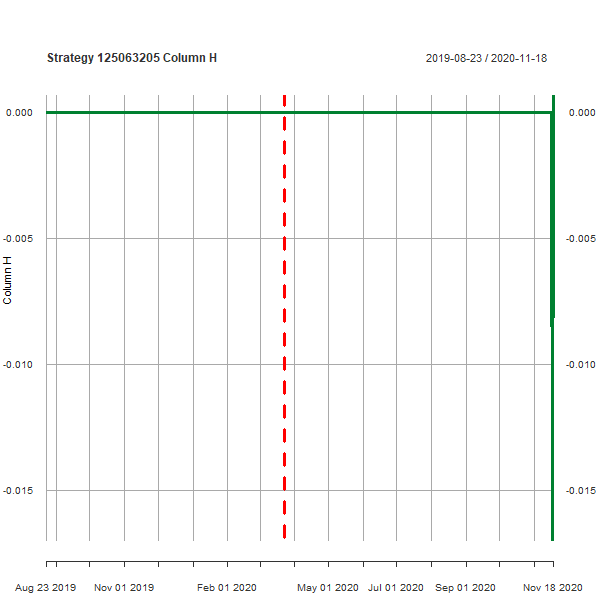 Strategy 125063205 Column H
2019-08-23 / 2020-11-18
0.000 0.000
-0.005 -0.005
Column H
-0.010 -0.010
-0.015 -0.015
Aug 23 2019 Nov 01 2019 Feb 01 2020 May 01 2020 Jul 01 2020 Sep 01 2020 Nov 18 2020